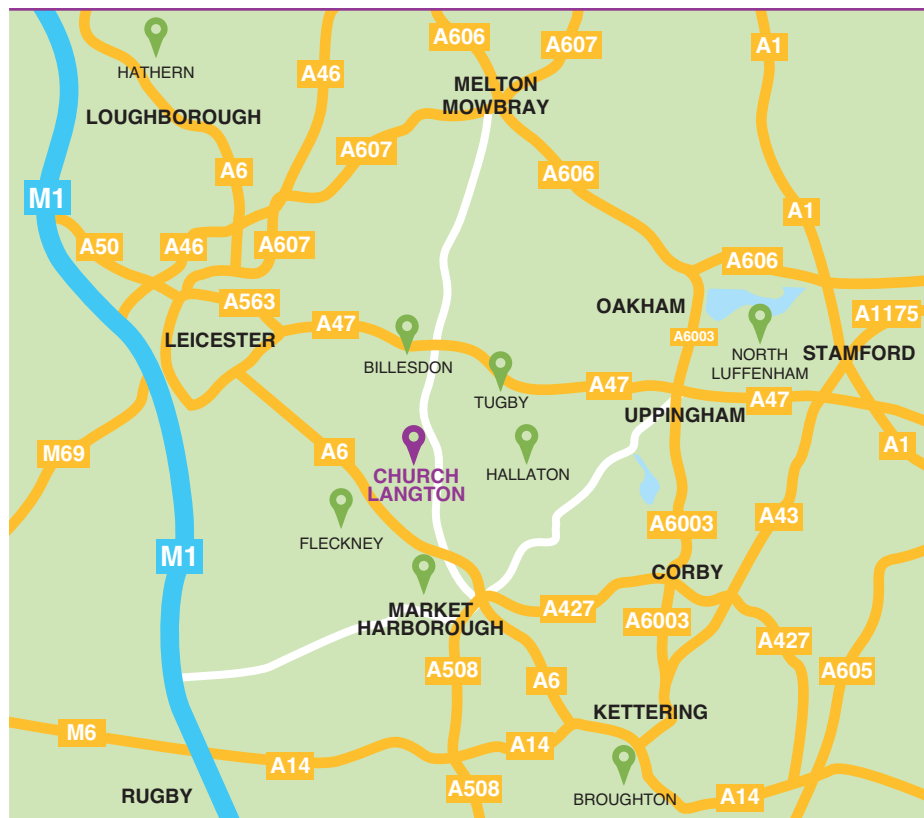 A606
A607
A1
HATHERN
A46
MELTON
MOWBRAY
LOUGHBOROUGH
A607
A6
A606
M1
A1
A50
A46
A607
A606
A563
OAKHAM
A1175
A47
LEICESTER
A6003
BILLESDON
NORTH
LUFFENHAM
STAMFORD
TUGBY
A47
A47
UPPINGHAM
A1
M69
A6
CHURCH
LANGTON
HALLATON
FLECKNEY
A6003
A43
M1
CORBY
MARKET
HARBOROUGH
A427
A6003
A427
A508
A6
A605
KETTERING
M6
A14
A14
A508
RUGBY
BROUGHTON
A14